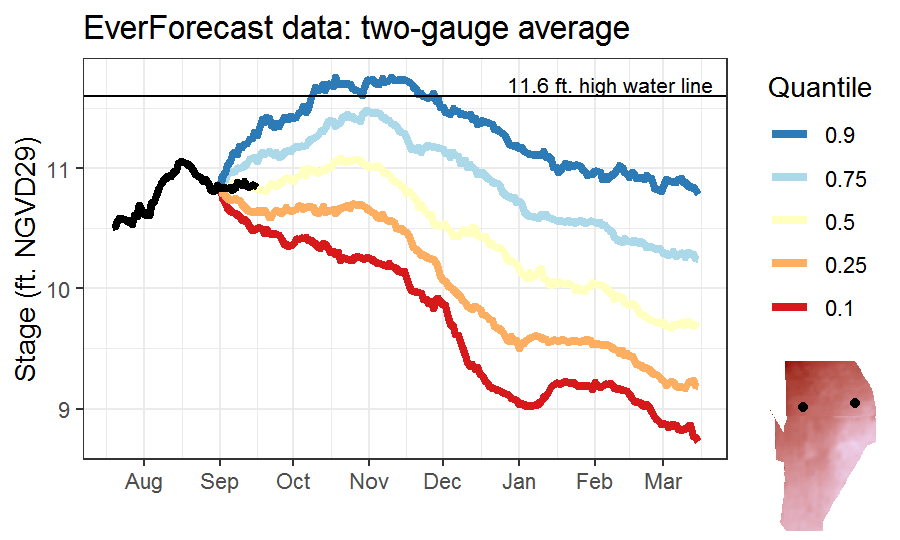 EverForecast data: two-gauge average
11.6 ft. high water line
Stage (ft. NGVD29)
11
10
9
Aug Sep Oct Nov Dec Jan Feb Mar
Quantile
0.9
0.75
0.5
0.25
0.1